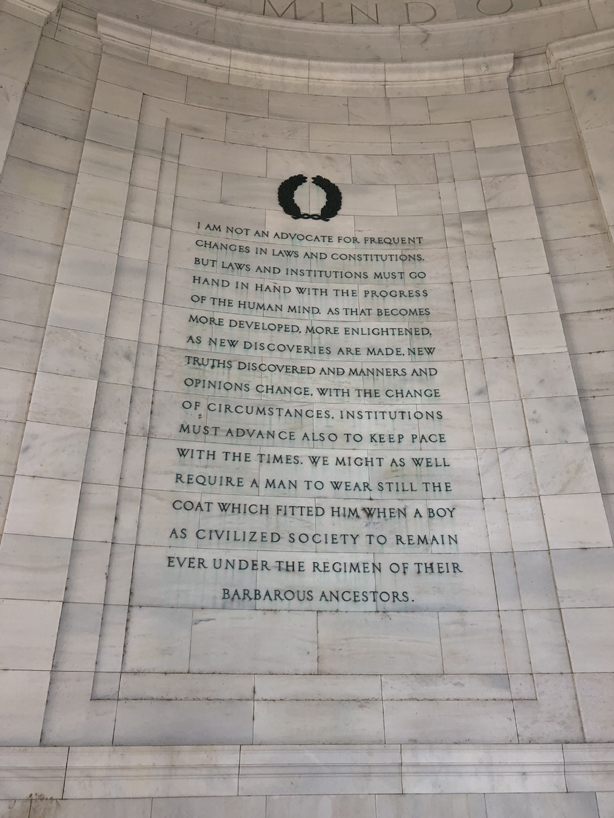 MIND O
I AM NOT AN ADVOCATE FOR FREQUENT
CHANGES IN LAWS AND CONSTITUTIONS.
BUT LAWS AND INSTITUTIONS MUST GO
HAND IN HAND WITH THE PROGRESS
OF THE HUMAN MIND. AS THAT BECOMES
MORE DEVELOPED, MORE ENLIGHTENED,
AS NEW DISCOVERIES ARE MADE, NEW
TRUTHS DISCOVERED AND MANNERS AND
OPINIONS CHANGE, WITH THE CHANGE
OF CIRCUMSTANCES, INSTITUTIONS
MUST ADVANCE ALSO TO KEEP PACE
WITH THE TIMES. WE MIGHT AS WELL
REQUIRE A MAN TO WEAR STILL THE
COAT WHICH FITTED HIM WHEN A BOY
AS CIVILIZED SOCIETY TO REMAIN
EVER UNDER THE REGIMEN OF THEIR
BARBAROUS ANCESTORS.